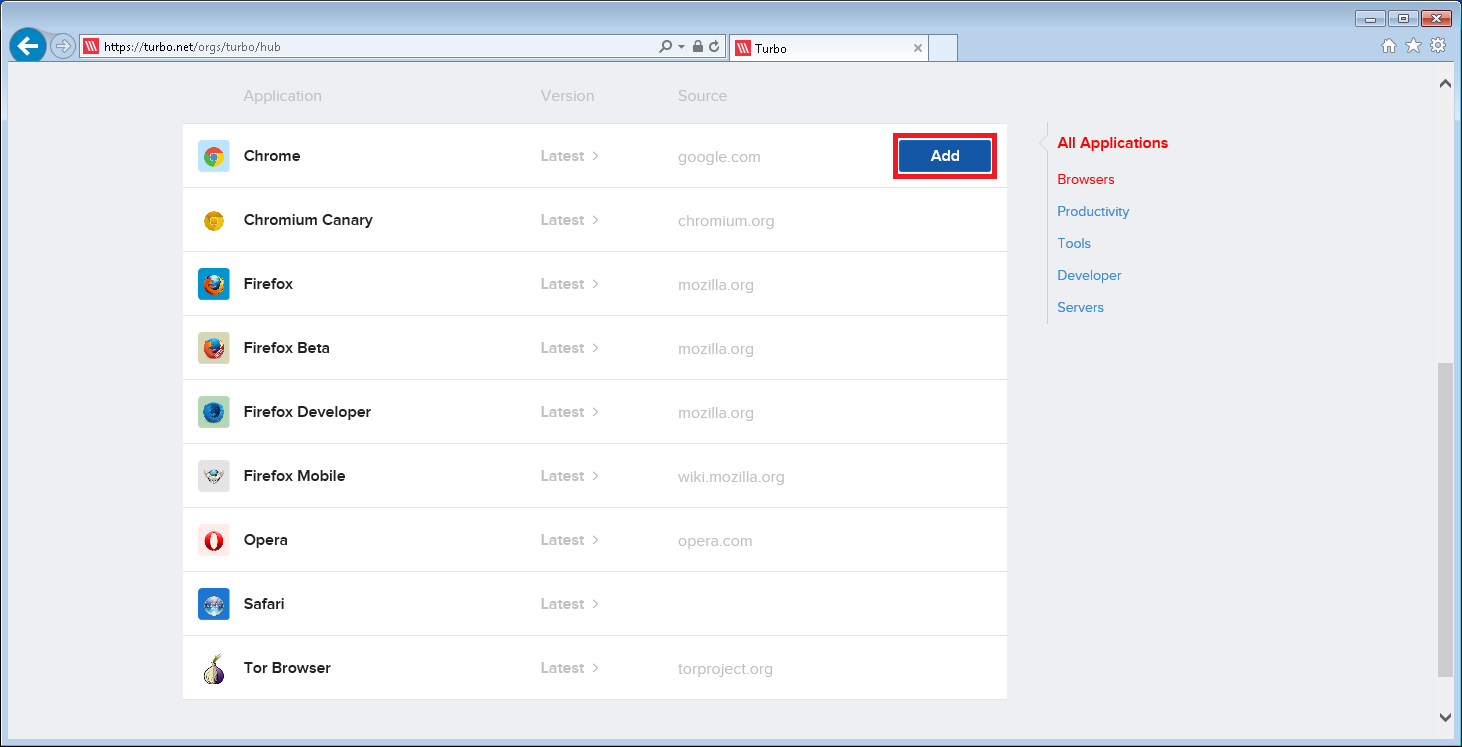 https://turbo.net/orgs/turbo/hub
Turbo
Application Version Source
Chrome Latest google.com Add
Chromium Canary Latest chromium.org
Firefox Latest mozilla.org
Firefox Beta Latest mozilla.org
Firefox Developer Latest mozilla.org
Firefox Mobile Latest wiki.mozilla.org
Opera Latest opera.com
Safari Latest
Tor Browser Latest torproject.org
All Applications
Browsers
Productivity
Tools
Developer
Servers